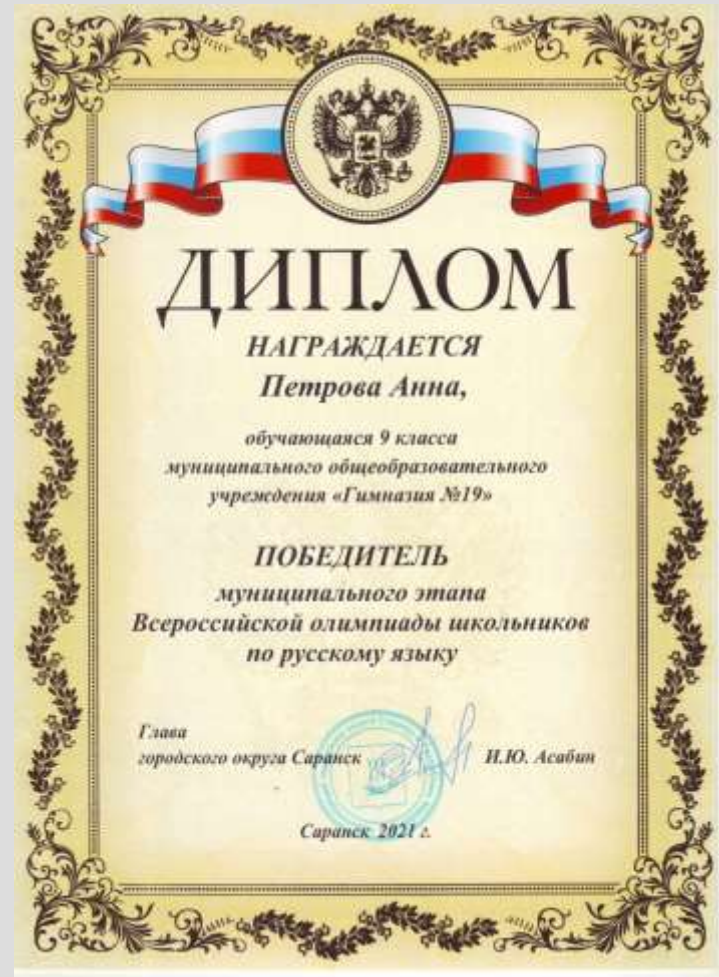 ДИПЛОМ
НАГРАЖДАЕТСЯ
Петрова Анна,
обучающаяся 9 класса
муниципального общеобразовательного
учреждения «Гимназия №19»
ПОБЕДИТЕЛЬ
муниципального этапа
Всероссийской олимпиады школьников
по русскому языку
Глава
городского округа Саранск И.Ю. Асабин
Саранск 2021 г.